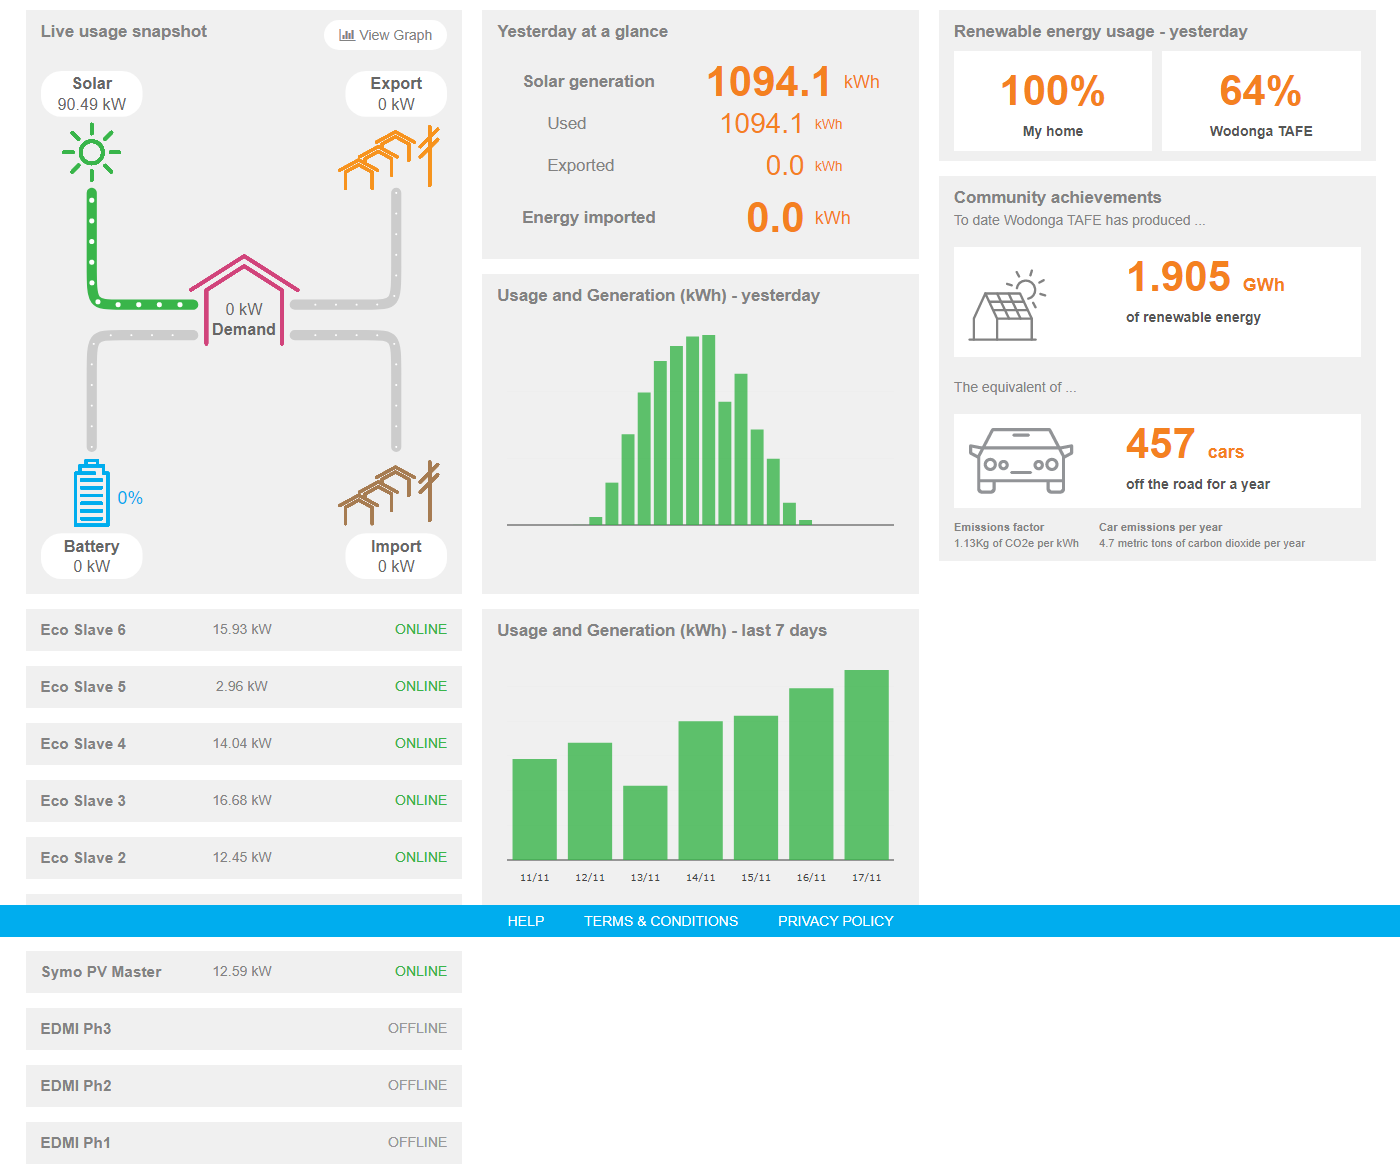 Live usage snapshot
View Graph
Solar
90.49 kW
Export
0 kW
0 kW
Demand
0%
Battery
0 kW
Import
0 kW
Eco Slave 6 15.93 kW ONLINE
Eco Slave 5 2.96 kW ONLINE
Eco Slave 4 14.04 kW ONLINE
Eco Slave 3 16.68 kW ONLINE
Eco Slave 2 12.45 kW ONLINE
Yesterday at a glance
Solar generation 1094.1 kWh
Used 1094.1 kWh
Exported 0.0 kWh
Energy imported 0.0 kWh
Usage and Generation (kWh) - yesterday
Usage and Generation (kWh) - last 7 days
11/11 12/11 13/11 14/11 15/11 16/11 17/11
Renewable energy usage - yesterday
100%
My home
64%
Wodonga TAFE
Community achievements
To date Wodonga TAFE has produced ...
1.905 GWh
of renewable energy
The equivalent of ...
457 cars
off the road for a year
Emissions factor
1.13Kg of CO2e per kWh
Car emissions per year
4.7 metric tons of carbon dioxide per year
HELP TERMS & CONDITIONS PRIVACY POLICY
Symo PV Master 12.59 kW ONLINE
EDMI Ph3 OFFLINE
EDMI Ph2 OFFLINE
EDMI Ph1 OFFLINE